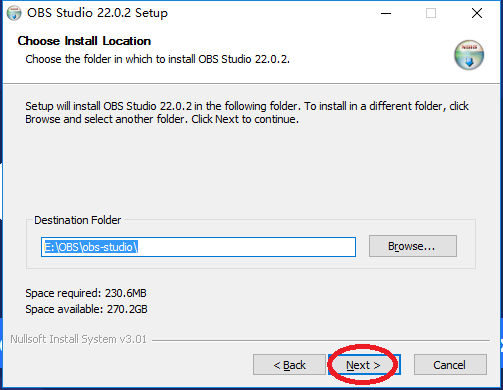 OBS Studio 22.0.2 Setup
Choose Install Location
Choose the folder in which to install OBS Studio 22.0.2.
Setup will install OBS Studio 22.0.2 in the following folder. To install in a different folder, click
Browse and select another folder. Click Next to continue.
Destination Folder
E:\OBS\obs-studio\
Browse...
Space required: 230.6MB
Space available: 270.2GB
Nullsoft Install System v3.01
< Back
Next >
Cancel